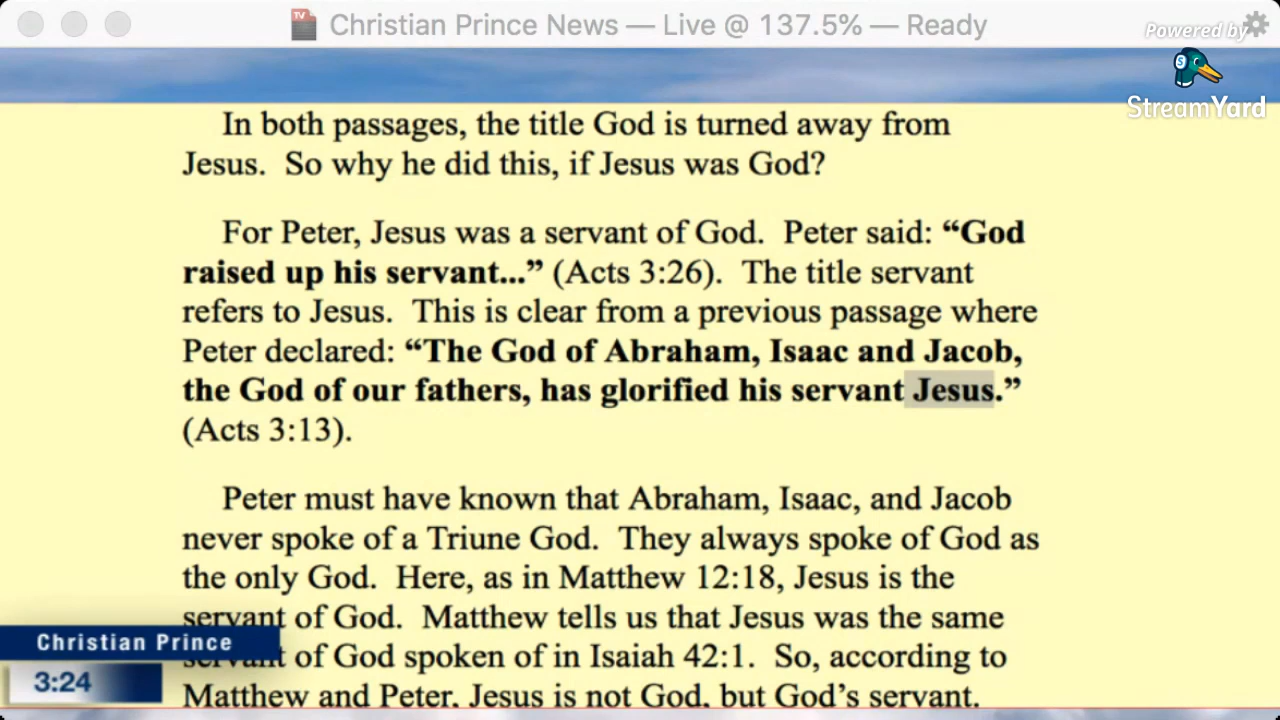 Christian Prince News — Live @ 137.5% — Ready
Powered by
StreamYard
In both passages, the title God is turned away from
Jesus. So why he did this, if Jesus was God?
For Peter, Jesus was a servant of God. Peter said: “God
raised up his servant...” (Acts 3:26). The title servant
refers to Jesus. This is clear from a previous passage where
Peter declared: “The God of Abraham, Isaac and Jacob,
the God of our fathers, has glorified his servant Jesus.”
(Acts 3:13).
Peter must have known that Abraham, Isaac, and Jacob
never spoke of a Triune God. They always spoke of God as
the only God. Here, as in Matthew 12:18, Jesus is the
servant of God. Matthew tells us that Jesus was the same
servant of God spoken of in Isaiah 42:1. So, according to
Matthew and Peter, Jesus is not God, but God’s servant.
Christian Prince
3:24